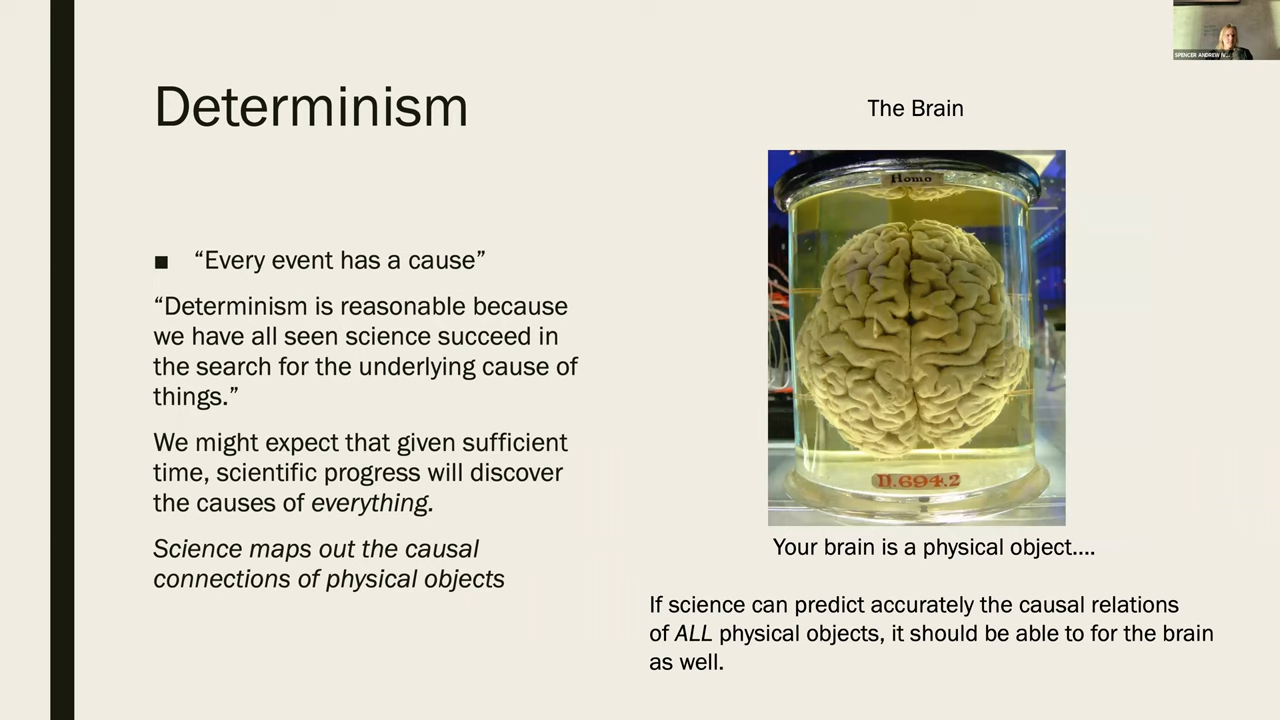 Determinism
■ “Every event has a cause”
“Determinism is reasonable because
we have all seen science succeed in
the search for the underlying cause of
things.”
We might expect that given sufficient
time, scientific progress will discover
the causes of everything.
Science maps out the causal
connections of physical objects
The Brain
Homo
II.694.2
Your brain is a physical object....
If science can predict accurately the causal relations
of ALL physical objects, it should be able to for the brain
as well.
SPENCER ANDREW